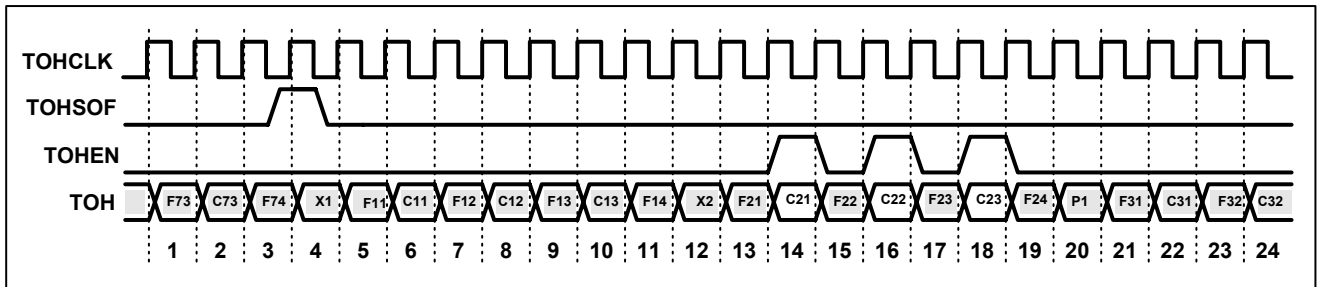 TOHCLK
TOHSOF
TOHEN
TOH F73 C73 F74 X1 F11 C11 F12 C12 F13 C13 F14 X2 F21 C21 F22 C22 F23 C23 F24 P1 F31 C31 F32 C32
1 2 3 4 5 6 7 8 9 10 11 12 13 14 15 16 17 18 19 20 21 22 23 24